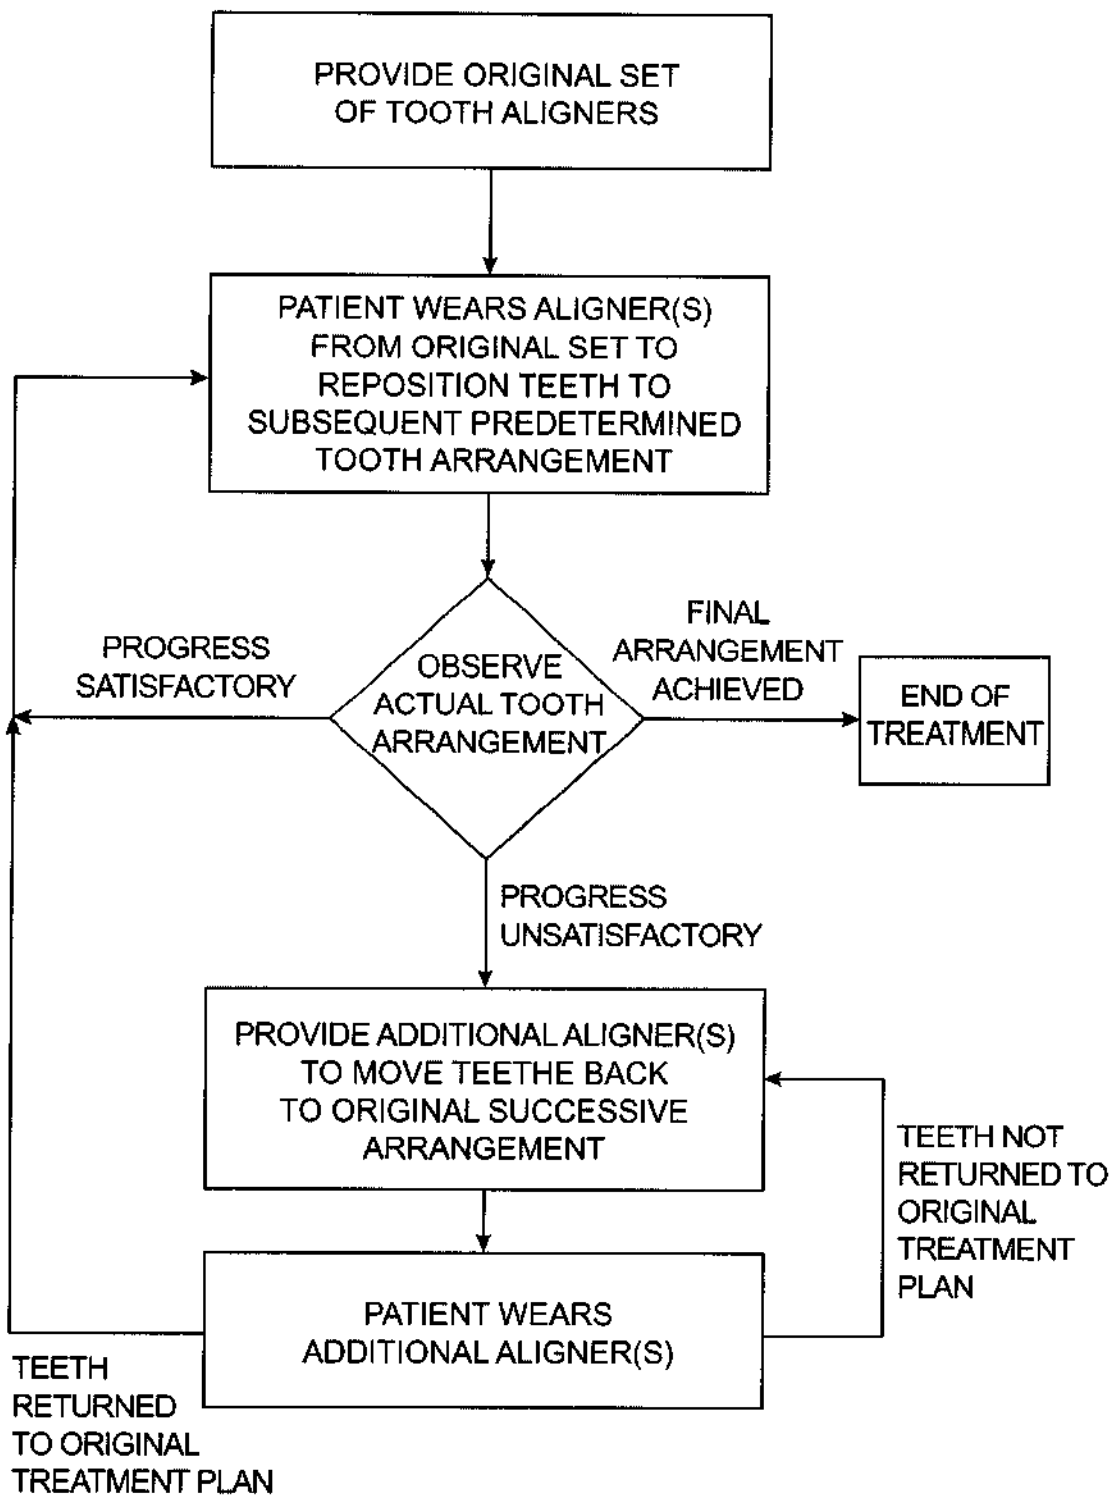 PROVIDE ORIGINAL SET
OF TOOTH ALIGNERS
PATIENT WEARS ALIGNER(S)
FROM ORIGINAL SET TO
REPOSITION TEETH TO
SUBSEQUENT PREDETERMINED
TOOTH ARRANGEMENT
PROGRESS
SATISFACTORY
OBSERVE
ACTUAL TOOTH
ARRANGEMENT
FINAL
ARRANGEMENT
ACHIEVED
END OF
TREATMENT
PROGRESS
UNSATISFACTORY
PROVIDE ADDITIONAL ALIGNER(S)
TO MOVE TEETHE BACK
TO ORIGINAL SUCCESSIVE
ARRANGEMENT
TEETH NOT
RETURNED TO
ORIGINAL
TREATMENT
PLAN
PATIENT WEARS
ADDITIONAL ALIGNER(S)
TEETH
RETURNED
TO ORIGINAL
TREATMENT PLAN